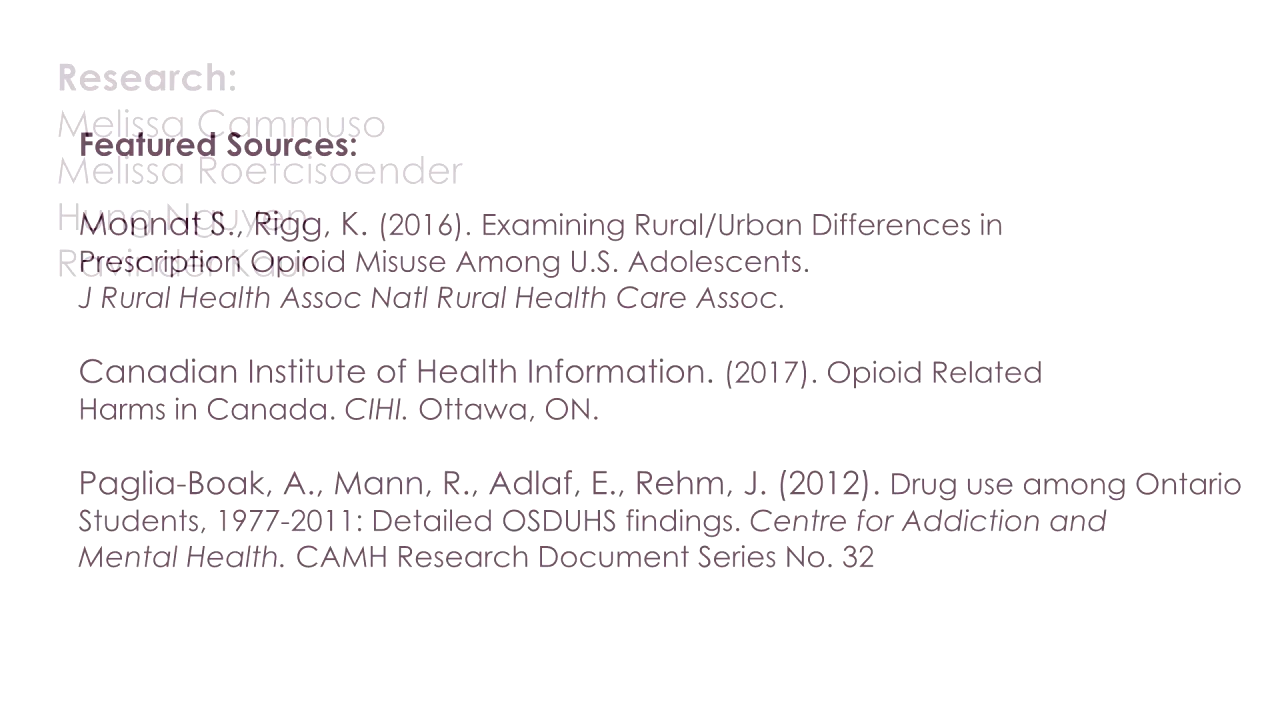 Research:
Melissa Cammuso
Featured Sources:
Melissa Roefcisoender
Hung Nguyen
Monnat S., Rigg, K. (2016). Examining Rural/Urban Differences in
Prescription Opioid Misuse Among U.S. Adolescents.
J Rural Health Assoc Natl Rural Health Care Assoc.
Canadian Institute of Health Information. (2017). Opioid Related
Harms in Canada. CIHI. Ottawa, ON.
Paglia-Boak, A., Mann, R., Adlaf, E., Rehm, J. (2012). Drug use among Ontario
Students, 1977-2011: Detailed OSDUHS findings. Centre for Addiction and
Mental Health. CAMH Research Document Series No. 32